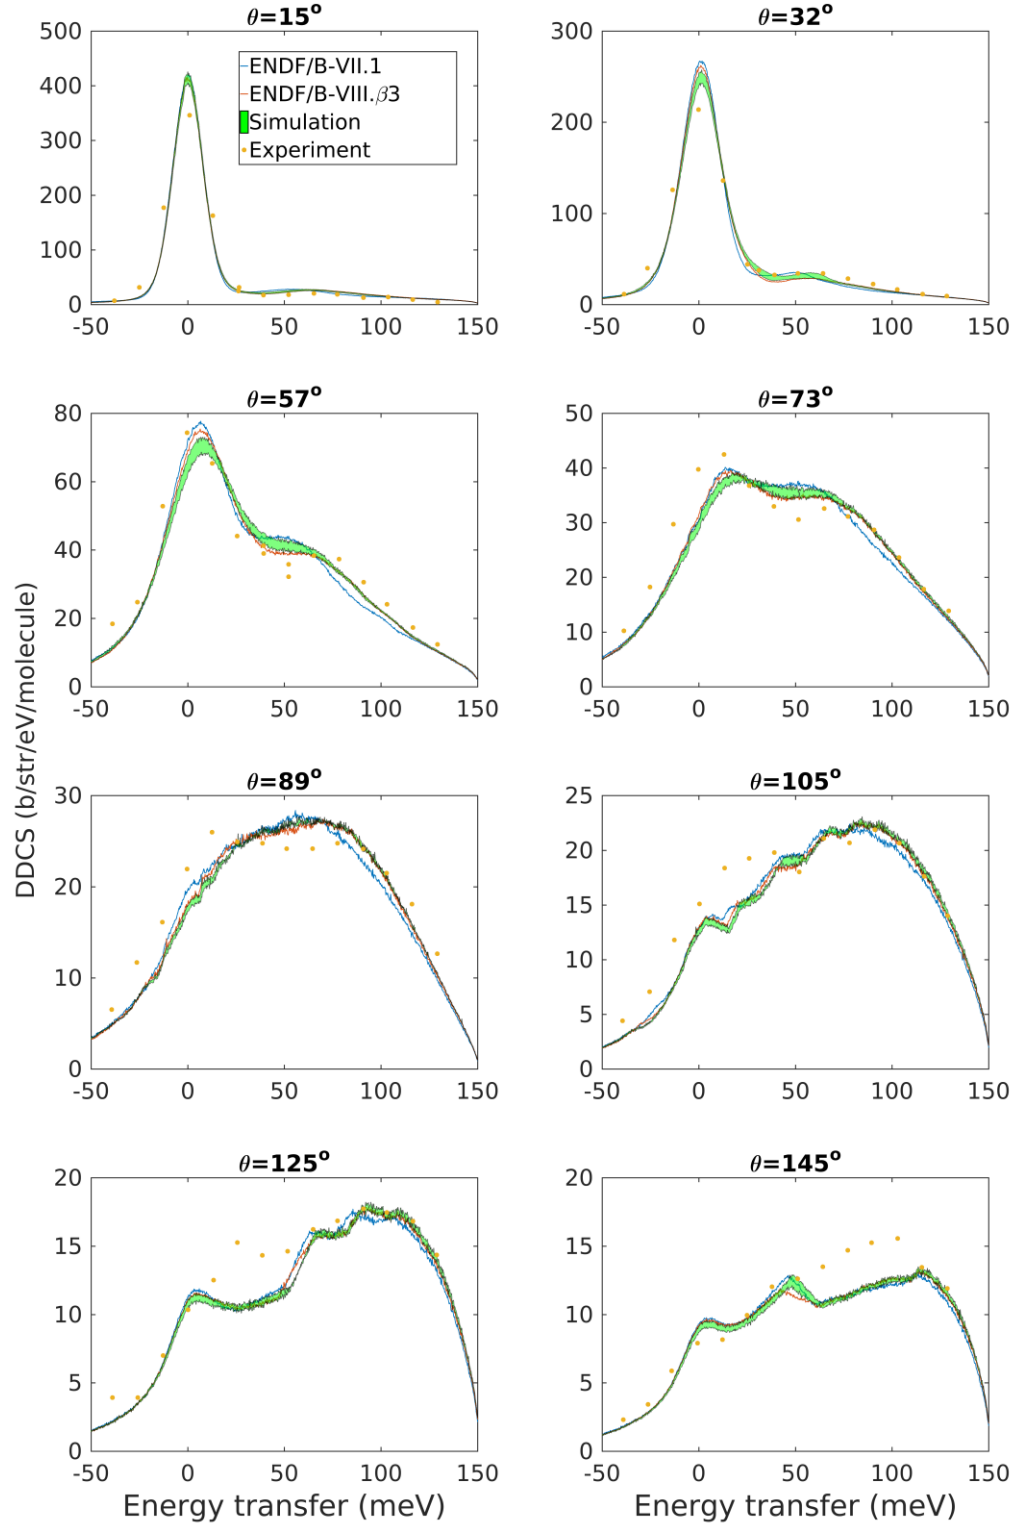 θ=15°
500
400
300
200
100
0
-50 0 50 100 150
ENDF/B-VII.1
ENDF/B-VIII.β3
Simulation
Experiment
θ=32°
300
200
100
0
-50 0 50 100 150
θ=57°
80
60
40
20
0
-50 0 50 100 150
θ=73°
50
40
30
20
10
0
-50 0 50 100 150
DDCS (b/str/eV/molecule)
θ=89°
30
20
10
0
-50 0 50 100 150
θ=105°
25
20
15
10
5
0
-50 0 50 100 150
θ=125°
20
15
10
5
0
-50 0 50 100 150
Energy transfer (meV)
θ=145°
20
15
10
5
0
-50 0 50 100 150
Energy transfer (meV)